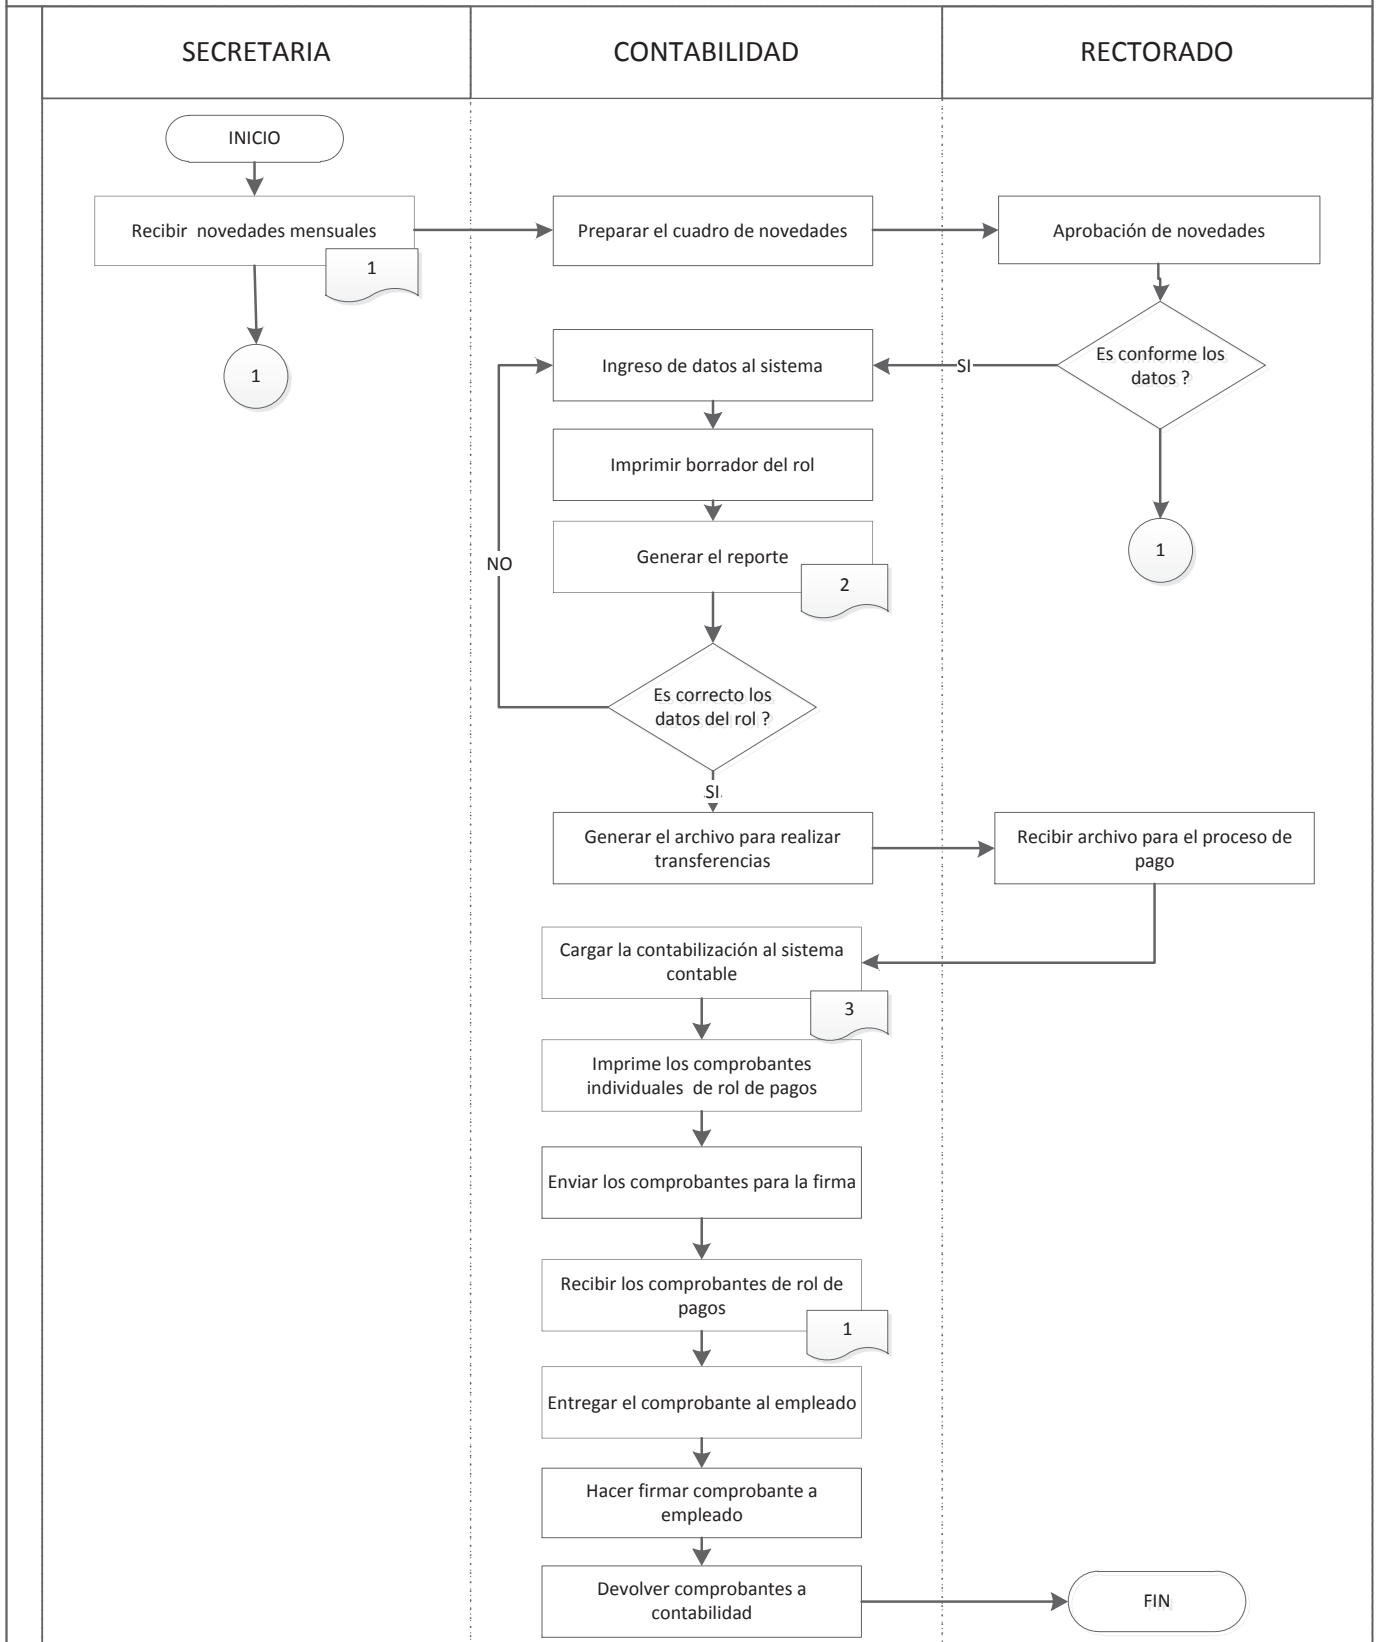 SECRETARIA
CONTABILIDAD
RECTORADO
INICIO
Recibir novedades mensuales
1
1
Preparar el cuadro de novedades
Aprobación de novedades
Es conforme los
datos ?
SI
1
Ingreso de datos al sistema
Imprimir borrador del rol
Generar el reporte
2
NO
Es correcto los
datos del rol ?
SI
Generar el archivo para realizar
transferencias
Recibir archivo para el proceso de
pago
Cargar la contabilización al sistema
contable
3
Imprime los comprobantes
individuales de rol de pagos
Enviar los comprobantes para la firma
Recibir los comprobantes de rol de
pagos
1
Entregar el comprobante al empleado
Hacer firmar comprobante a
empleado
Devolver comprobantes a
contabilidad
FIN